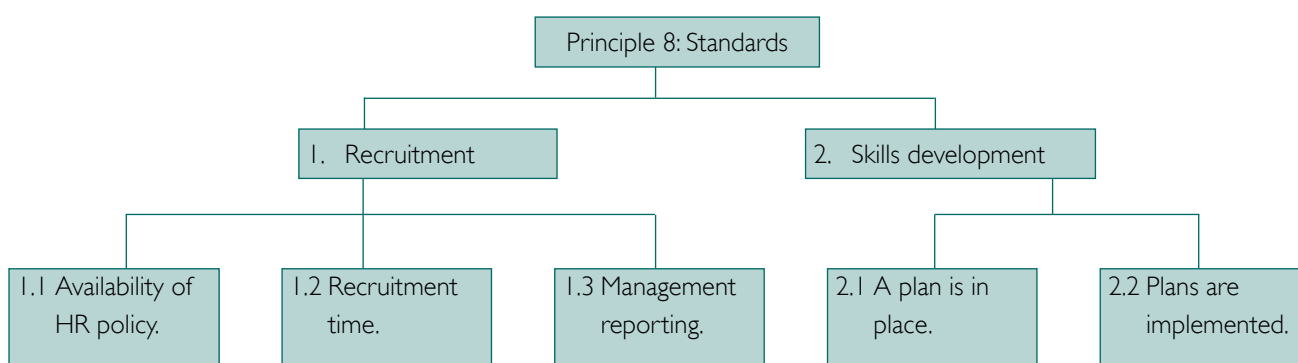 Principle 8: Standards
1. Recruitment
2. Skills development
1.1 Availability of
HR policy.
1.2 Recruitment
time.
1.3 Management
reporting.
2.1 A plan is in
place.
2.2 Plans are
implemented.